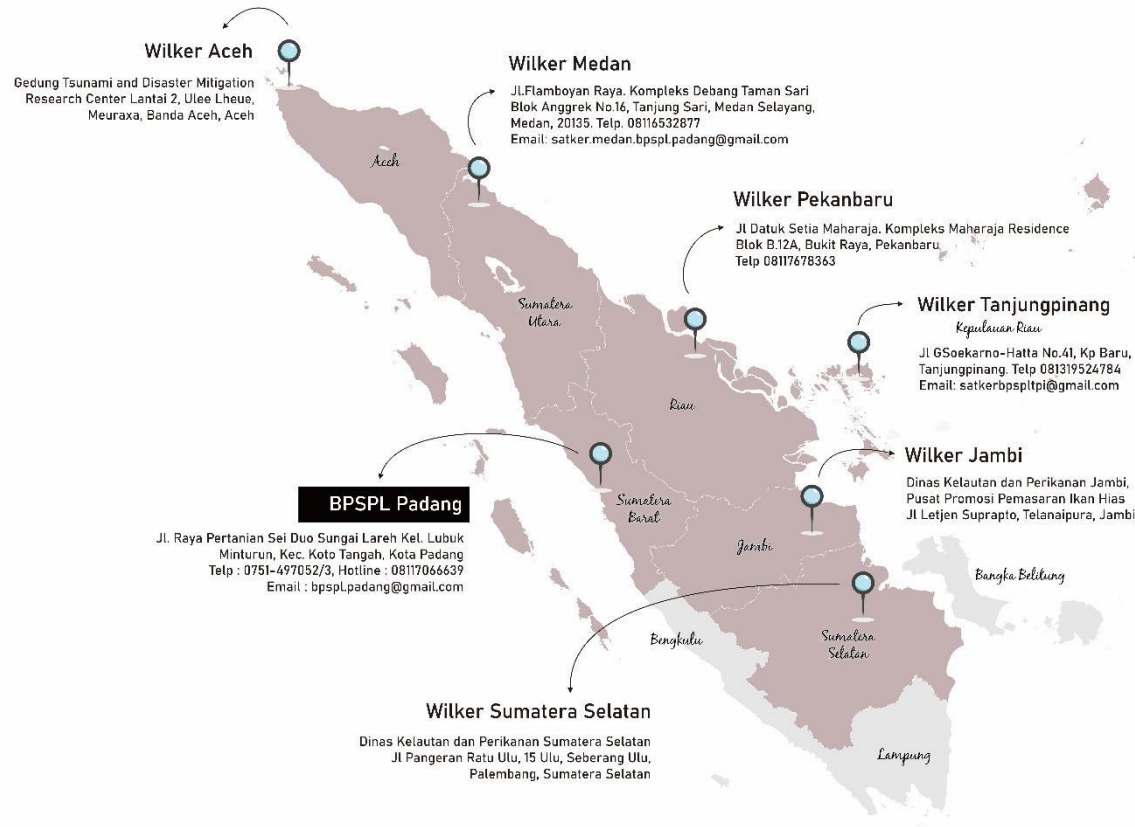 Wilker Aceh
Gedung Tsunami and Disaster Mitigation
Research Center Lantai 2, Ulee Lheue,
Meuraxa, Banda Aceh, Aceh
Wilker Medan
Jl.Flamboyan Raya. Kompleks Debang Taman Sari
Blok Anggrek No.16, Tanjung Sari, Medan Selayang,
Medan, 20135. Telp. 08116532877
Email: satker.medan.bpspl.padang@gmail.com
Aceh
Wilker Pekanbaru
Jl Datuk Setia Maharaja. Kompleks Maharaja Residence
Blok B.12A, Bukit Raya, Pekanbaru
Telp 08117678363
Sumatera
Utara
Wilker Tanjungpinang
Kepulauan Riau
Jl GSoekarno-Hatta No.41, Kp Baru,
Tanjungpinang. Telp 081319524784
Email: satkerbpspltpi@gmail.com
Riau
Wilker Jambi
Dinas Kelautan dan Perikanan Jambi,
Pusat Promosi Pemasaran Ikan Hias
Jl Letjen Suprapto, Telanaipura, Jambi
BPSPL Padang
Jl. Raya Pertanian Sei Duo Sungai Lareh Kel. Lubuk
Minturun, Kec. Koto Tangah, Kota Padang
Telp : 0751-497052/3, Hotline : 08117066639
Email : bpspl.padang@gmail.com
Sumatera
Barat
Jambi
Bangka Belitung
Bengkulu
Sumatera
Selatan
Wilker Sumatera Selatan
Dinas Kelautan dan Perikanan Sumatera Selatan
Jl Pangeran Ratu Ulu, 15 Ulu, Seberang Ulu,
Palembang, Sumatera Selatan
Lampung